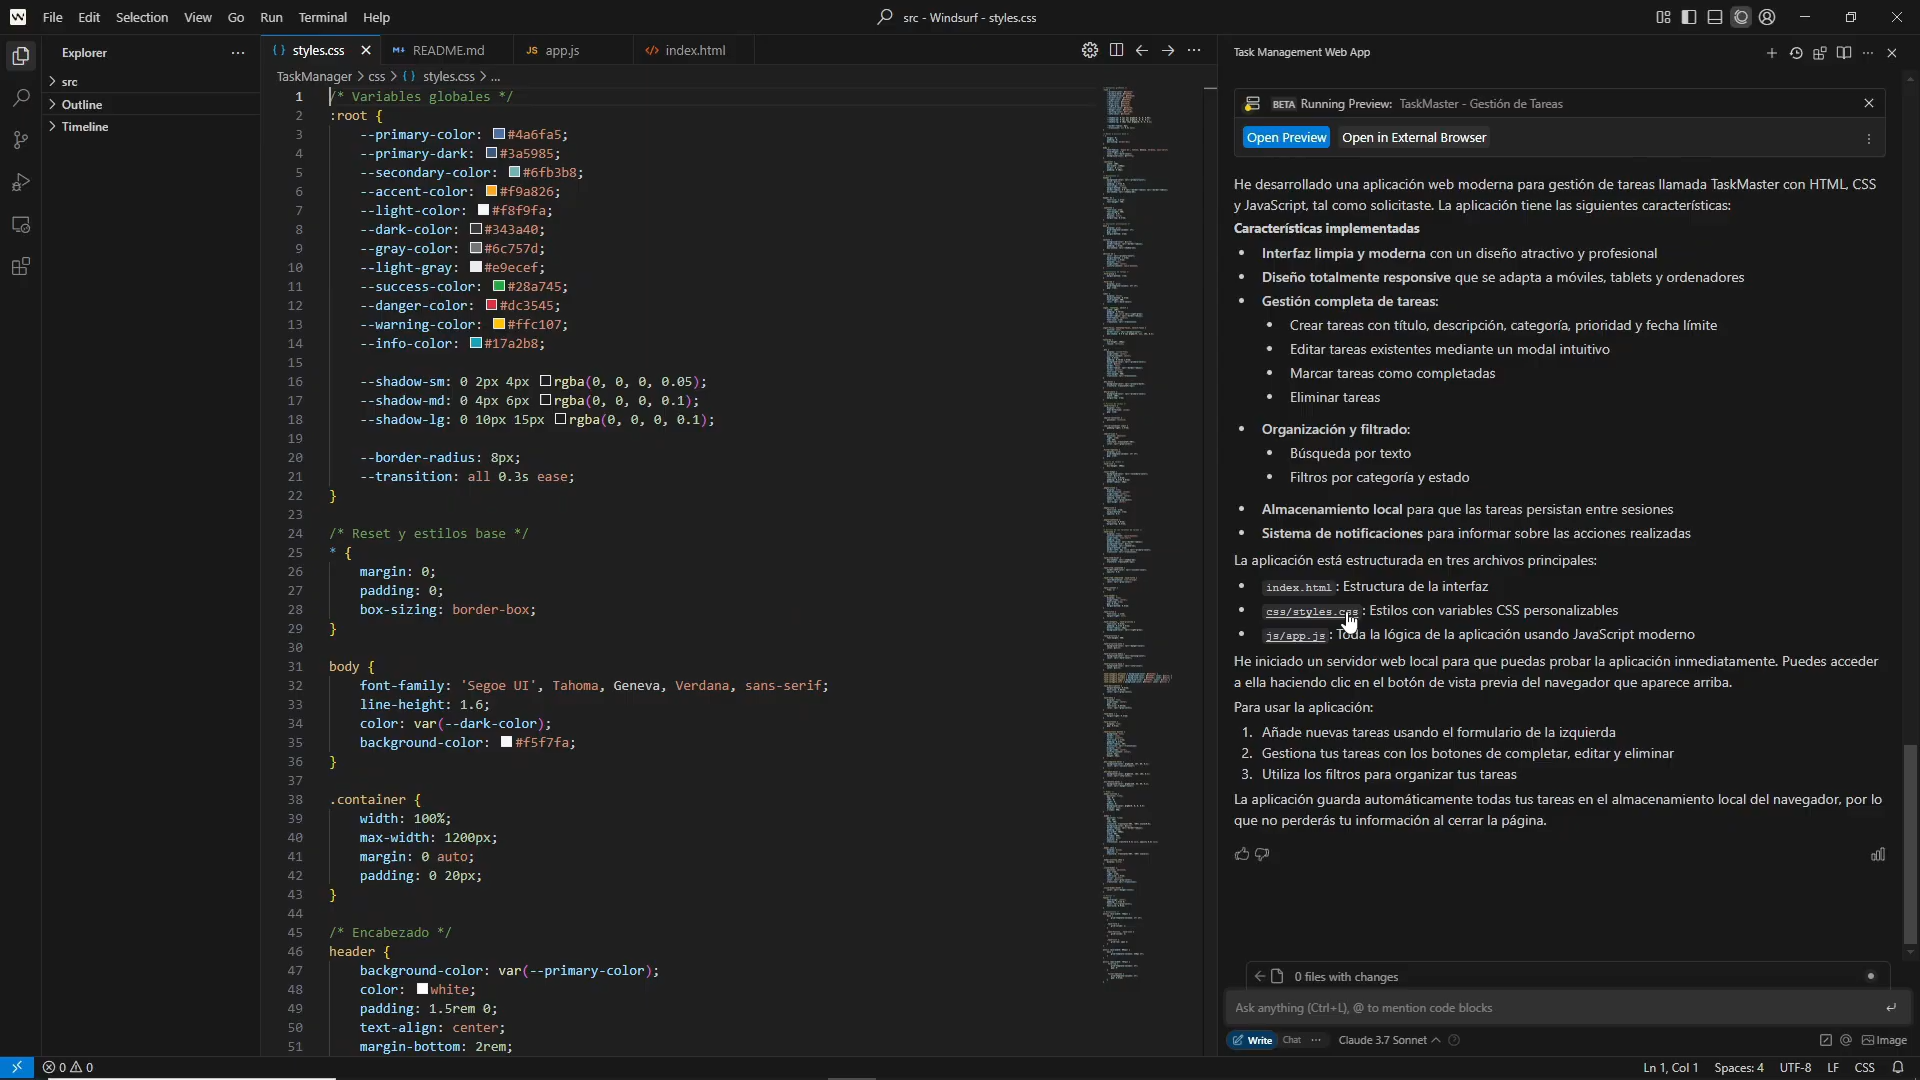 File Edit Selection View Go Run Terminal Help
src - Windsurf - styles.css
Explorer
src
Outline
Timeline
styles.css
README.md
JS app.js
index.html
TaskManager > css > {} styles.css > ...
1 /* Variables globales */
2 :root {
3 --primary-color: #4a6fa5;
4 --primary-dark: #3a5985;
5 --secondary-color: #6fb3b8;
6 --accent-color: #f9a826;
7 --light-color: #f8f9fa;
8 --dark-color: #343a40;
9 --gray-color: #6c757d;
10 --light-gray: #e9ecef;
11 --success-color: #28a745;
12 --danger-color: #dc3545;
13 --warning-color: #ffc107;
14 --info-color: #17a2b8;
15
16 --shadow-sm: 0 2px 4px rgba(0, 0, 0, 0.05);
17 --shadow-md: 0 4px 6px rgba(0, 0, 0, 0.1);
18 --shadow-lg: 0 10px 15px rgba(0, 0, 0, 0.1);
19
20 --border-radius: 8px;
21 --transition: all 0.3s ease;
22 }
23
24 /* Reset y estilos base */
25 * {
26 margin: 0;
27 padding: 0;
28 box-sizing: border-box;
29 }
30
31 body {
32 font-family: 'Segoe UI', Tahoma, Geneva, Verdana, sans-serif;
33 line-height: 1.6;
34 color: var(--dark-color);
35 background-color: #f5f7fa;
36 }
37
38 .container {
39 width: 100%;
40 max-width: 1200px;
41 margin: 0 auto;
42 padding: 0 20px;
43 }
44
45 /* Encabezado */
46 header {
47 background-color: var(--primary-color);
48 color: white;
49 padding: 1.5rem 0;
50 text-align: center;
51 margin-bottom: 2rem;
Task Management Web App
BETA Running Preview: TaskMaster - Gestión de Tareas
Open Preview Open in External Browser
He desarrollado una aplicación web moderna para gestión de tareas llamada TaskMaster con HTML, CSS
y JavaScript, tal como solicitaste. La aplicación tiene las siguientes características:
Características implementadas
• Interfaz limpia y moderna con un diseño atractivo y profesional
• Diseño totalmente responsive que se adapta a móviles, tablets y ordenadores
• Gestión completa de tareas:
• Crear tareas con título, descripción, categoría, prioridad y fecha límite
• Editar tareas existentes mediante un modal intuitivo
• Marcar tareas como completadas
• Eliminar tareas
• Organización y filtrado:
• Búsqueda por texto
• Filtros por categoría y estado
• Almacenamiento local para que las tareas persistan entre sesiones
• Sistema de notificaciones para informar sobre las acciones realizadas
La aplicación está estructurada en tres archivos principales:
• index.html: Estructura de la interfaz
• css/styles.css: Estilos con variables CSS personalizables
• js/app.js: Toda la lógica de la aplicación usando JavaScript moderno
He iniciado un servidor web local para que puedas probar la aplicación inmediatamente. Puedes acceder
a ella haciendo clic en el botón de vista previa del navegador que aparece arriba.
Para usar la aplicación:
1. Añade nuevas tareas usando el formulario de la izquierda
2. Gestiona tus tareas con los botones de completar, editar y eliminar
3. Utiliza los filtros para organizar tus tareas
La aplicación guarda automáticamente todas tus tareas en el almacenamiento local del navegador, por lo
que no perderás tu información al cerrar la página.
0 files with changes
Ask anything (Ctrl+L), @ to mention code blocks
Write Chat ... Claude 3.7 Sonnet
Image
0 0
Ln 1, Col 1 Spaces: 4 UTF-8 LF CSS